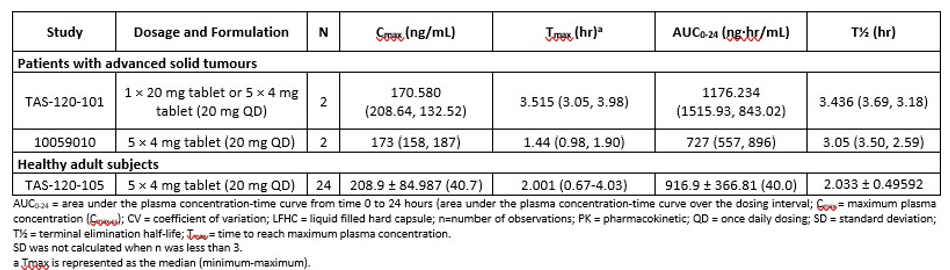 Study Dosage and Formulation N Cmax (ng/mL) Tmax (hr)ª AUC0-24 (ng·hr/mL) T½ (hr)
Patients with advanced solid tumours
TAS-120-101 1 × 20 mg tablet or 5 × 4 mg tablet (20 mg QD) 2 170.580 (208.64, 132.52) 3.515 (3.05, 3.98) 1176.234 (1515.93, 843.02) 3.436 (3.69, 3.18)
10059010 5 × 4 mg tablet (20 mg QD) 2 173 (158, 187) 1.44 (0.98, 1.90) 727 (557, 896) 3.05 (3.50, 2.59)
Healthy adult subjects
TAS-120-105 5 × 4 mg tablet (20 mg QD) 24 208.9 ± 84.987 (40.7) 2.001 (0.67-4.03) 916.9 ± 366.81 (40.0) 2.033 ± 0.49592
AUC0-24 = area under the plasma concentration-time curve from time 0 to 24 hours (area under the plasma concentration-time curve over the dosing interval; Cmax= maximum plasma
concentration (Cmax); CV = coefficient of variation; LFHC = liquid filled hard capsule; n=number of observations; PK = pharmacokinetic; QD = once daily dosing; SD = standard deviation;
T½ = terminal elimination half-life; Tmax= time to reach maximum plasma concentration.
SD was not calculated when n was less than 3.
a Tmax is represented as the median (minimum-maximum).